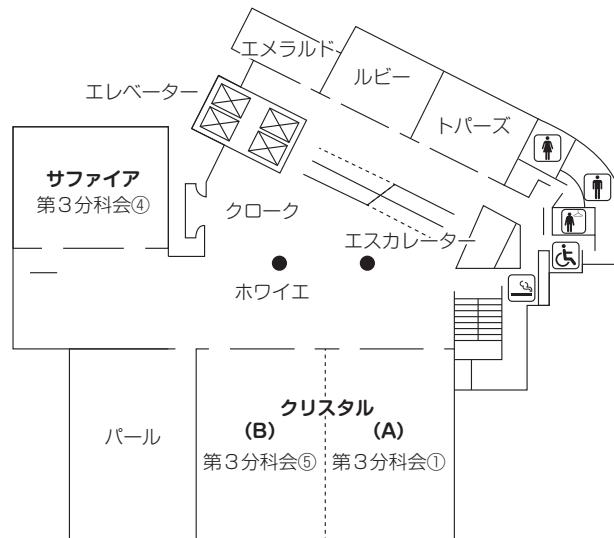 エメラルド
ルビー
エレベーター
トパーズ
サファイア
第３分科会④
クローク
エスカレーター
ホワイエ
クリスタル
(B)
(A)
パール
第３分科会⑤
第３分科会①